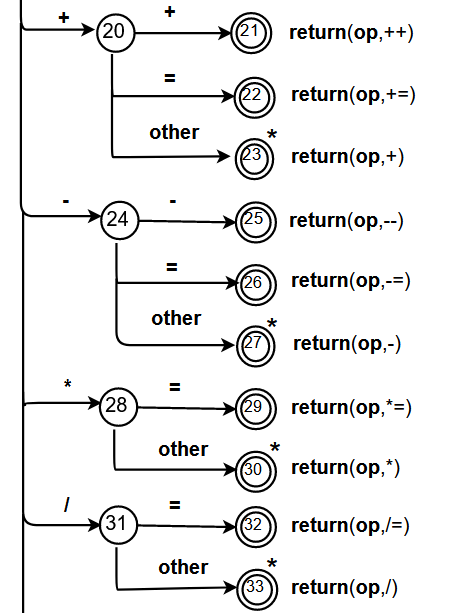 + 20 + 21 return(op,++)
= 22 return(op,+=)
other * 23 return(op,+)
- 24 - 25 return(op,--)
= 26 return(op,-=)
other * 27 return(op,-)
* 28 = 29 return(op,*=)
other * 30 return(op,*)
/ 31 = 32 return(op,/=)
other * 33 return(op,/)